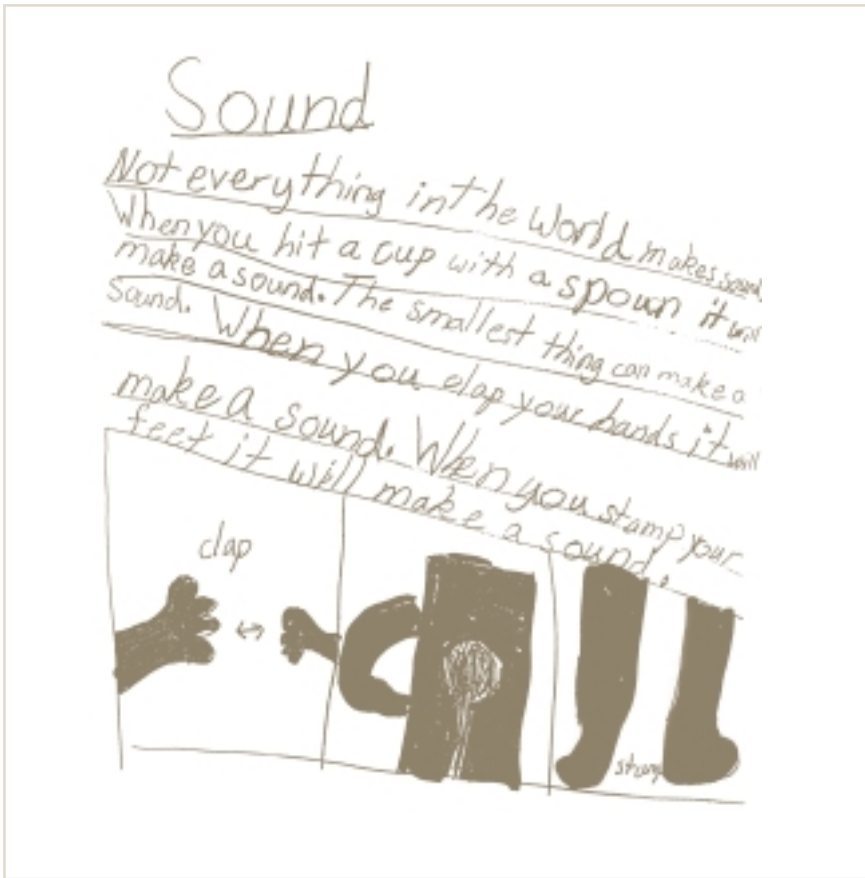 Sound
Not everything in the World makes sound
When you hit a cup with a spoun it will
make a sound. The smallest thing can make a
sound. When you clap your hands it will
make a sound. When you stamp your
feet it will make a sound.
clap
stamp